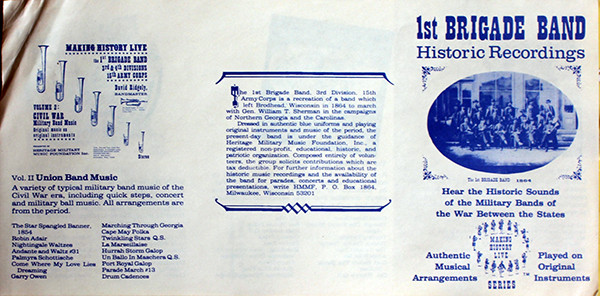 MAKING HISTORY LIVE
the 1st BRIGADE BAND
3rd & 4th DIVISIONS
15th ARMY CORPS
David Ridgely,
BANDMASTER
VOLUME 2:
CIVIL WAR
Military Band Music
Original music on
original instruments
HERITAGE MILITARY
MUSIC FOUNDATION Inc.
Stereo
Vol. II Union Band Music
A variety of typical military band music of the
Civil War era, including quick steps, concert
and military ball music. All arrangements are
from the period.
The Star Spangled Banner,
1854
Robin Adair
Nightingale Waltzes
Andante and Waltz #31
Palmyra Schottische
Come Where My Love Lies
Dreaming
Garry Owen
Marching Through Georgia
Cape May Polka
Twinkling Stars Q.S.
La Marseillaise
Hurrah Storm Galop
Un Ballo In Maschera Q.S.
Port Royal Galop
Parade March #13
Drum Cadences
The 1st Brigade Band, 3rd Division, 15th
Army Corps is a recreation of a band which
left Brodhead, Wisconsin in 1864 to march
with Gen. William T. Sherman in the campaigns
of Northern Georgia and the Carolinas.
Dressed in authentic blue uniforms and playing
original instruments and music of the period, the
present-day band is under the guidance of
Heritage Military Music Foundation, Inc., a
registered non-profit, educational, historic, and
patriotic organization. Composed entirely of volun-
teers, the group solicits contributions which are
tax deductible. For further information about the
historic music recordings and the availability of
the band for parades, concerts and educational
presentations, write HMMF, P. O. Box 1864,
Milwaukee, Wisconsin 53201
1st BRIGADE BAND
Historic Recordings
The 1st BRIGADE BAND 1864
Hear the Historic Sounds
of the Military Bands of
the War Between the States
Authentic
Musical
Arrangements
MAKING
HISTORY
LIVE
SERIES
TM
Played on
Original
Instruments